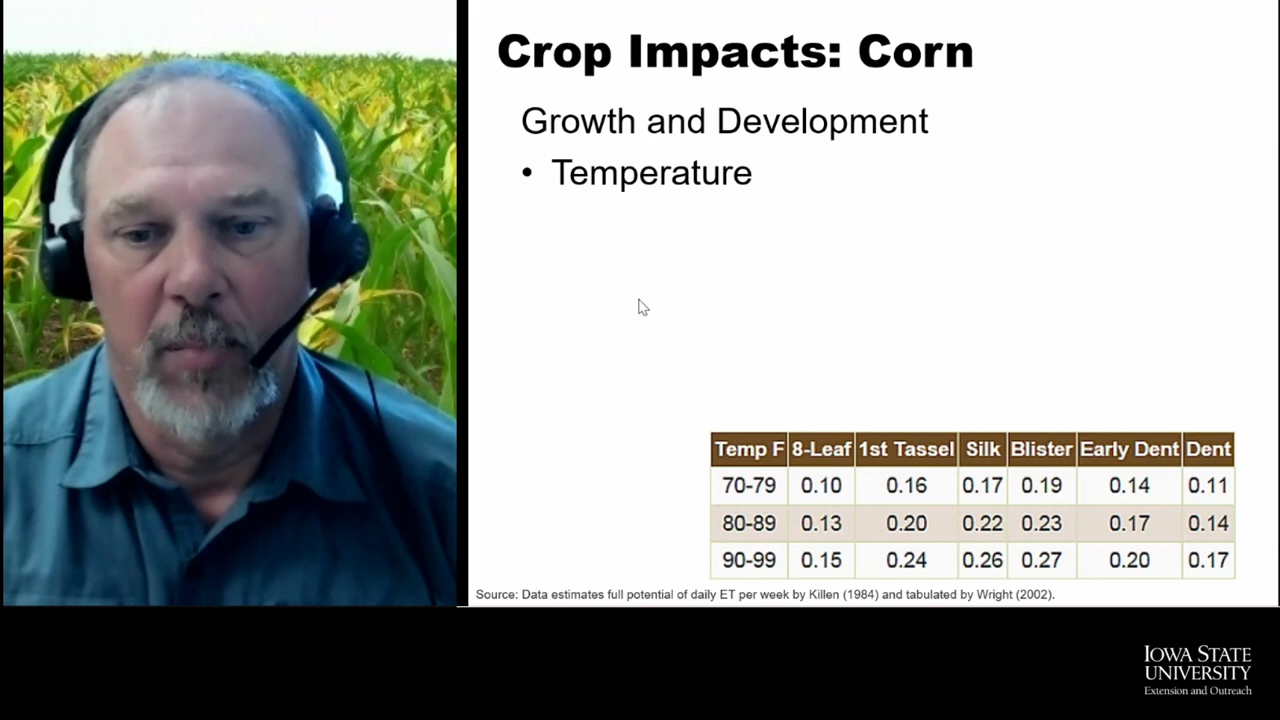 Crop Impacts: Corn
Growth and Development
• Temperature
Temp F 8-Leaf 1st Tassel Silk Blister Early Dent Dent
70-79 0.10 0.16 0.17 0.19 0.14 0.11
80-89 0.13 0.20 0.22 0.23 0.17 0.14
90-99 0.15 0.24 0.26 0.27 0.20 0.17
Source: Data estimates full potential of daily ET per week by Killen (1984) and tabulated by Wright (2002).
IOWA STATE
UNIVERSITY
Extension and Outreach